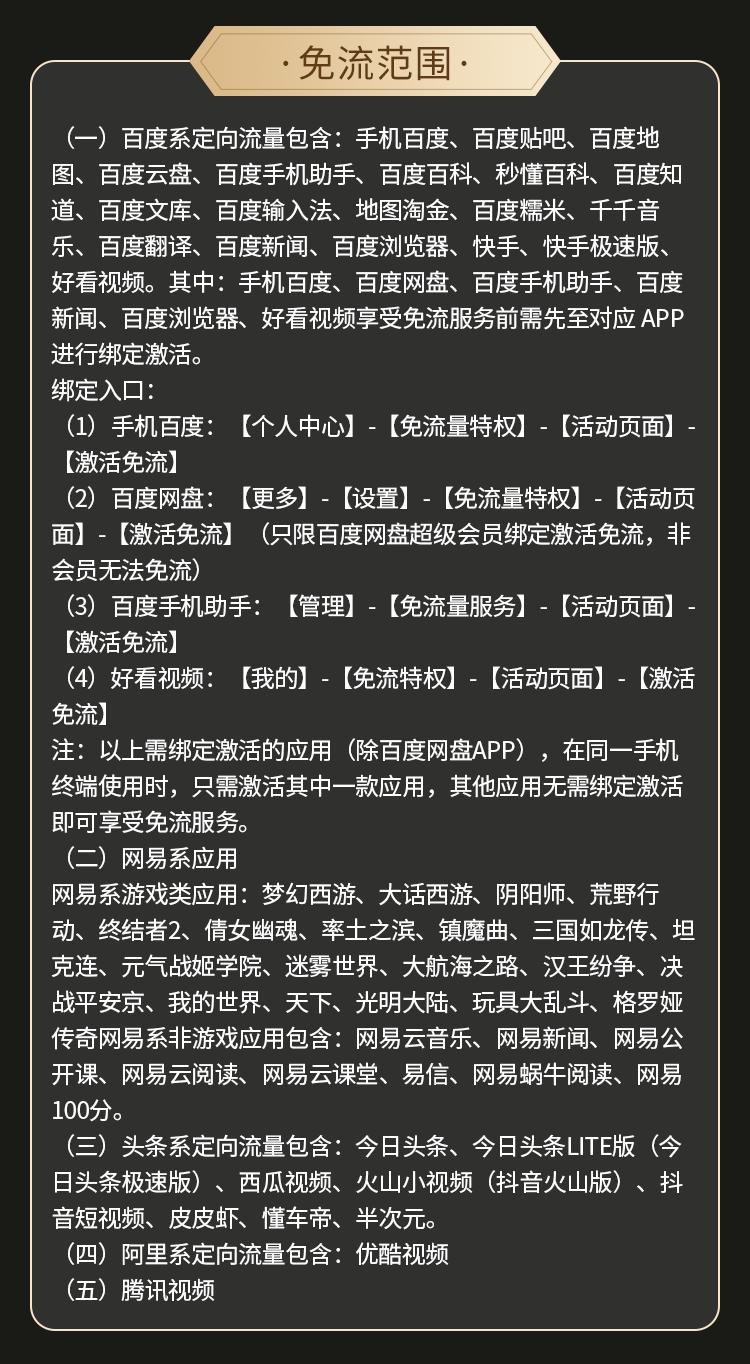 ·免流范围·
（一）百度系定向流量包含：手机百度、百度贴吧、百度地
图、百度云盘、百度手机助手、百度百科、秒懂百科、百度知
道、百度文库、百度输入法、地图淘金、百度糯米、千千音
乐、百度翻译、百度新闻、百度浏览器、快手、快手极速版、
好看视频。其中：手机百度、百度网盘、百度手机助手、百度
新闻、百度浏览器、好看视频享受免流服务前需先至对应 APP
进行绑定激活。
绑定入口：
（1）手机百度：【个人中心】-【免流量特权】-【活动页面】-
【激活免流】
（2）百度网盘：【更多】-【设置】-【免流量特权】-【活动页
面】-【激活免流】（只限百度网盘超级会员绑定激活免流，非
会员无法免流）
（3）百度手机助手：【管理】-【免流量服务】-【活动页面】-
【激活免流】
（4）好看视频：【我的】-【免流特权】-【活动页面】-【激活
免流】
注：以上需绑定激活的应用（除百度网盘APP），在同一手机
终端使用时，只需激活其中一款应用，其他应用无需绑定激活
即可享受免流服务。
（二）网易系应用
网易系游戏类应用：梦幻西游、大话西游、阴阳师、荒野行
动、终结者2、倩女幽魂、率土之滨、镇魔曲、三国如龙传、坦
克连、元气战姬学院、迷雾世界、大航海之路、汉王纷争、决
战平安京、我的世界、天下、光明大陆、玩具大乱斗、格罗娅
传奇网易系非游戏应用包含：网易云音乐、网易新闻、网易公
开课、网易云阅读、网易云课堂、易信、网易蜗牛阅读、网易
100分。
（三）头条系定向流量包含：今日头条、今日头条LITE版（今
日头条极速版）、西瓜视频、火山小视频（抖音火山版）、抖
音短视频、皮皮虾、懂车帝、半次元。
（四）阿里系定向流量包含：优酷视频
（五）腾讯视频